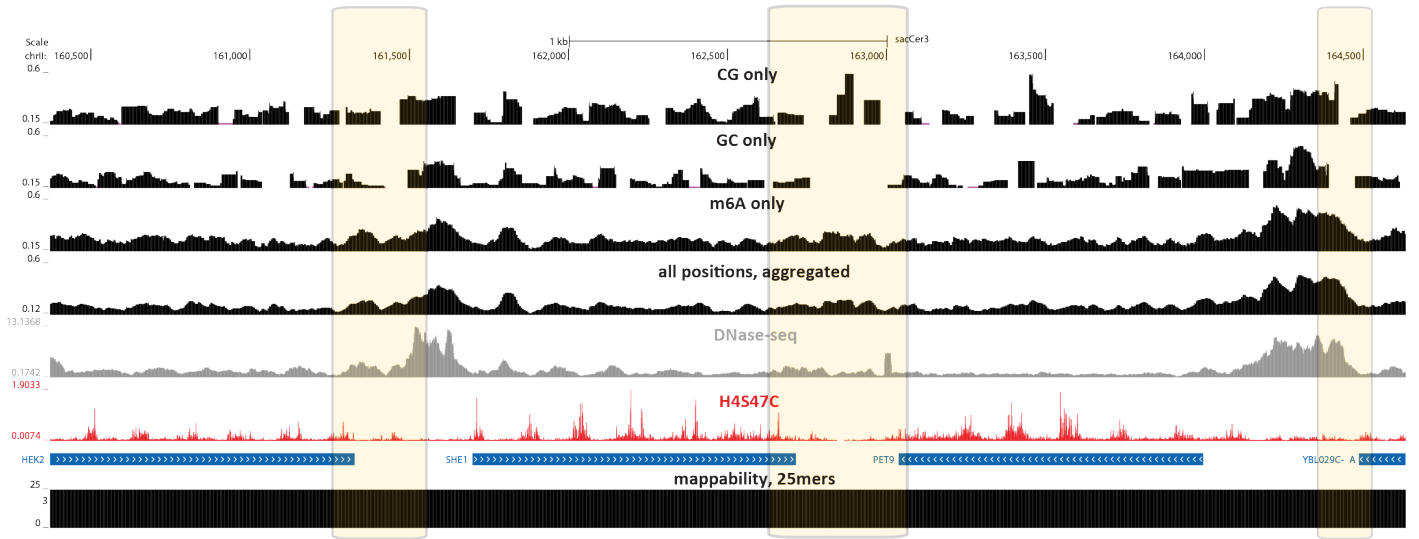 Scale 1 kb sacCer3
chrII: 160,500 161,000 161,500 162,000 162,500 163,000 163,500 164,000 164,500
0.6 CG only
0.15
0.6 GC only
0.15
0.6 m6A only
0.15
0.6 all positions, aggregated
0.12
13.1368 DNase-seq
0.1742
1.9033 H4S47C
0.0074
HEK2 SHE1 PET9 YBL029C- A
mappability, 25mers
25
3
0